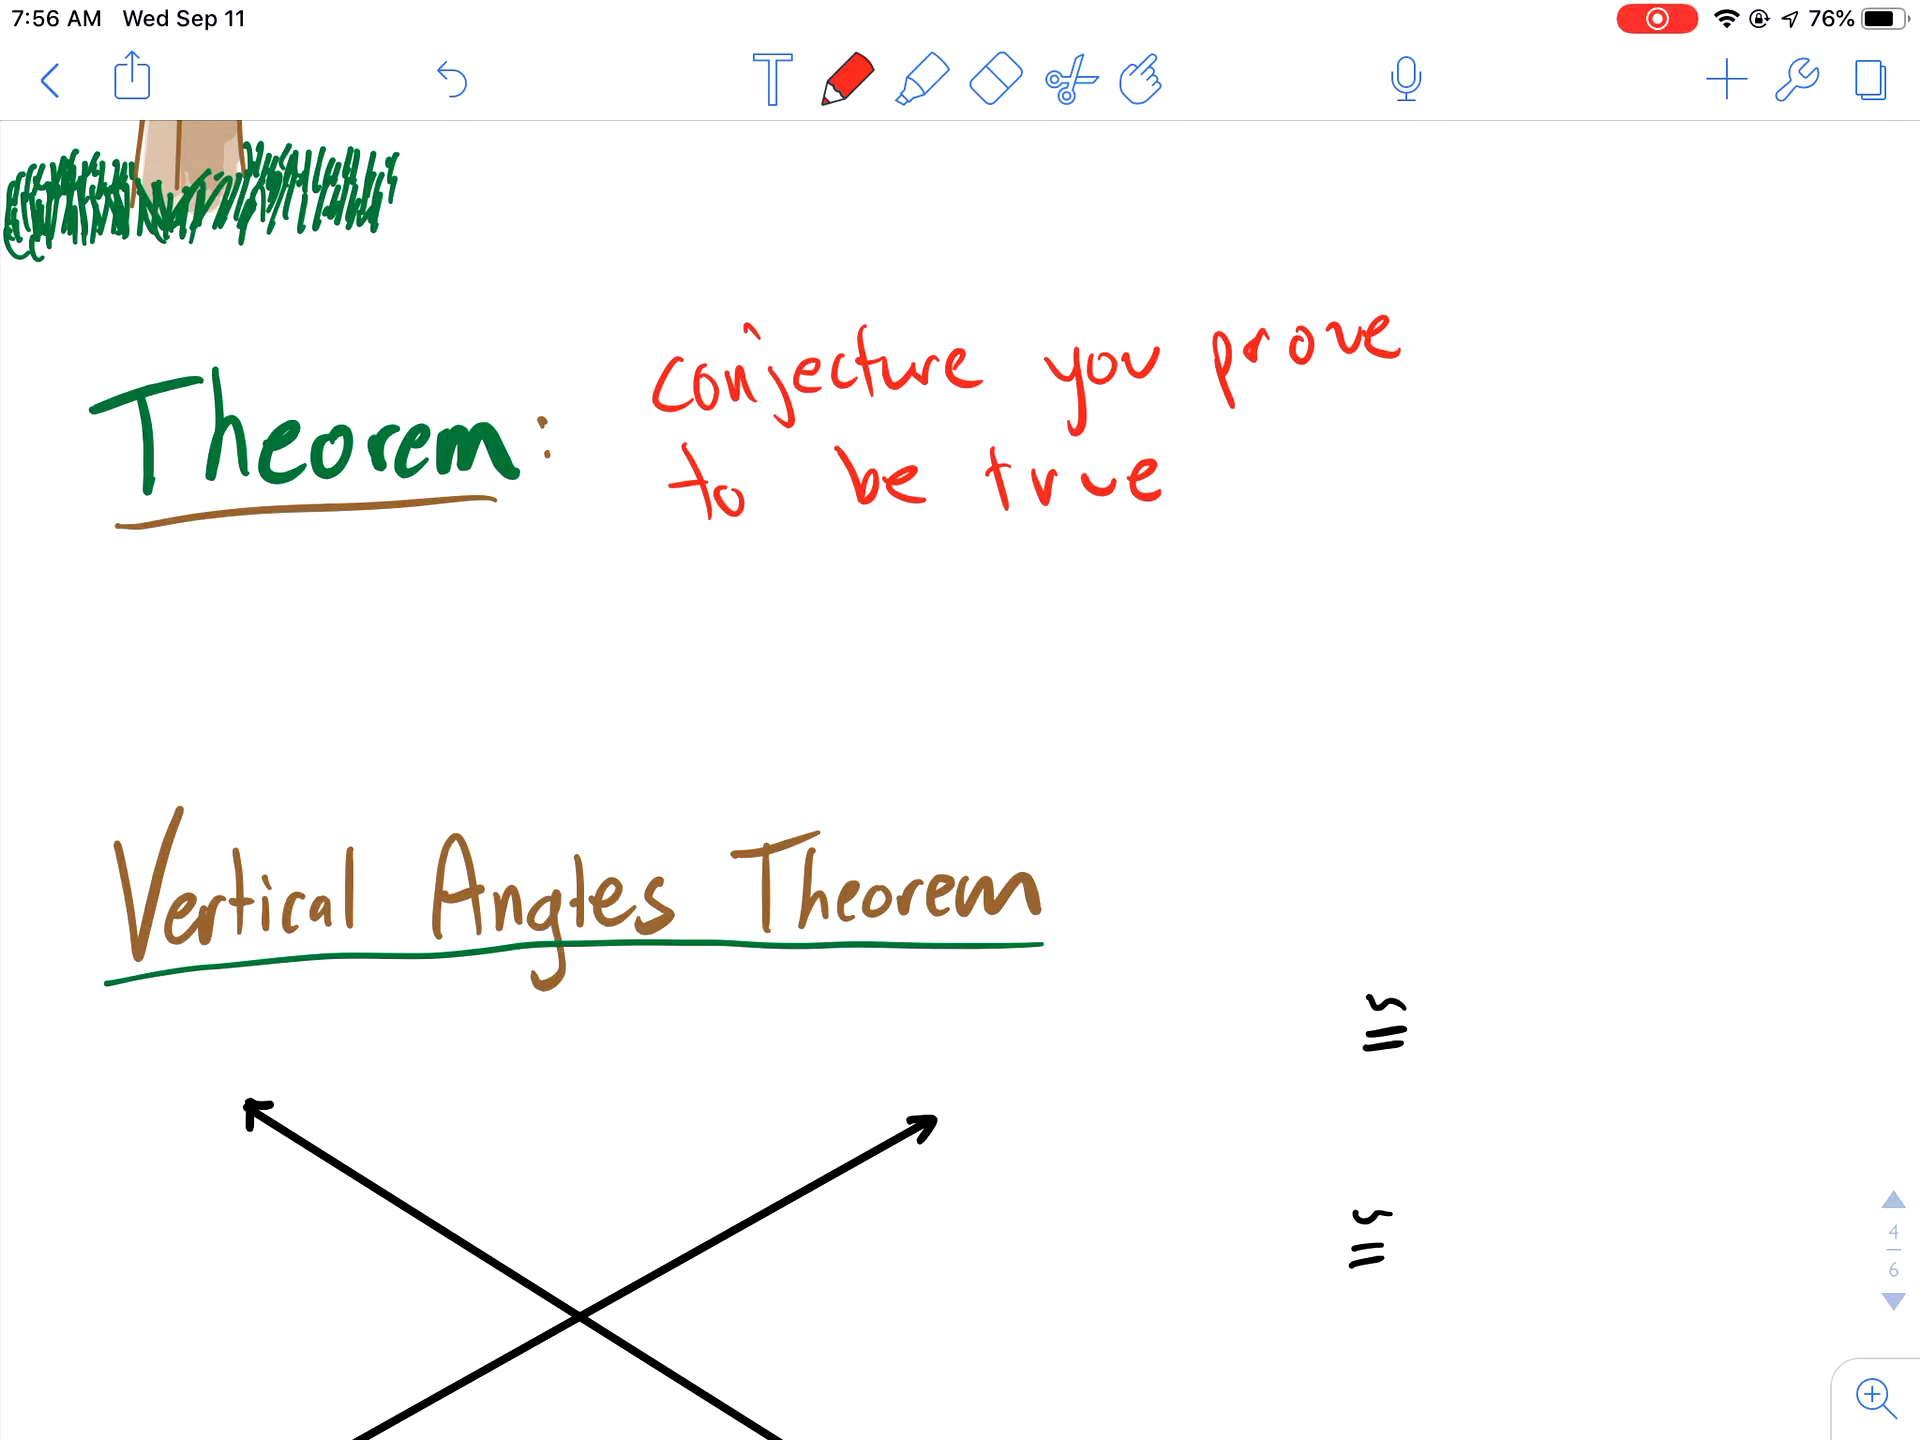 7:56 AM Wed Sep 11 76%
T
Theorem: conjecture you prove
to be true
Vertical Angles Theorem
≅
≅
4
6